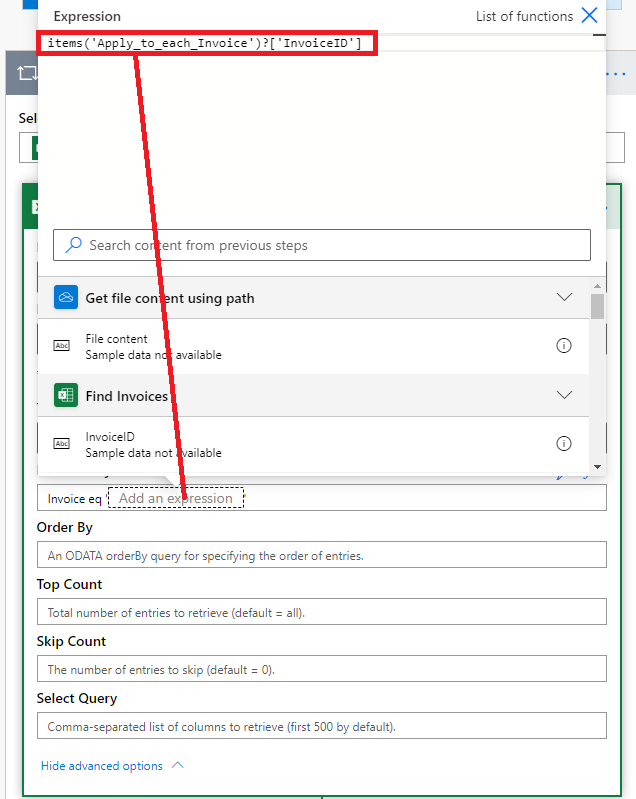 Expression
List of functions
items('Apply_to_each_Invoice')?['InvoiceID']
Search content from previous steps
Get file content using path
Abc
File content
Sample data not available
Find Invoices
Abc
InvoiceID
Sample data not available
Invoice eq ' Add an expression '
Order By
An ODATA orderBy query for specifying the order of entries.
Top Count
Total number of entries to retrieve (default = all).
Skip Count
The number of entries to skip (default = 0).
Select Query
Comma-separated list of columns to retrieve (first 500 by default).
Hide advanced options